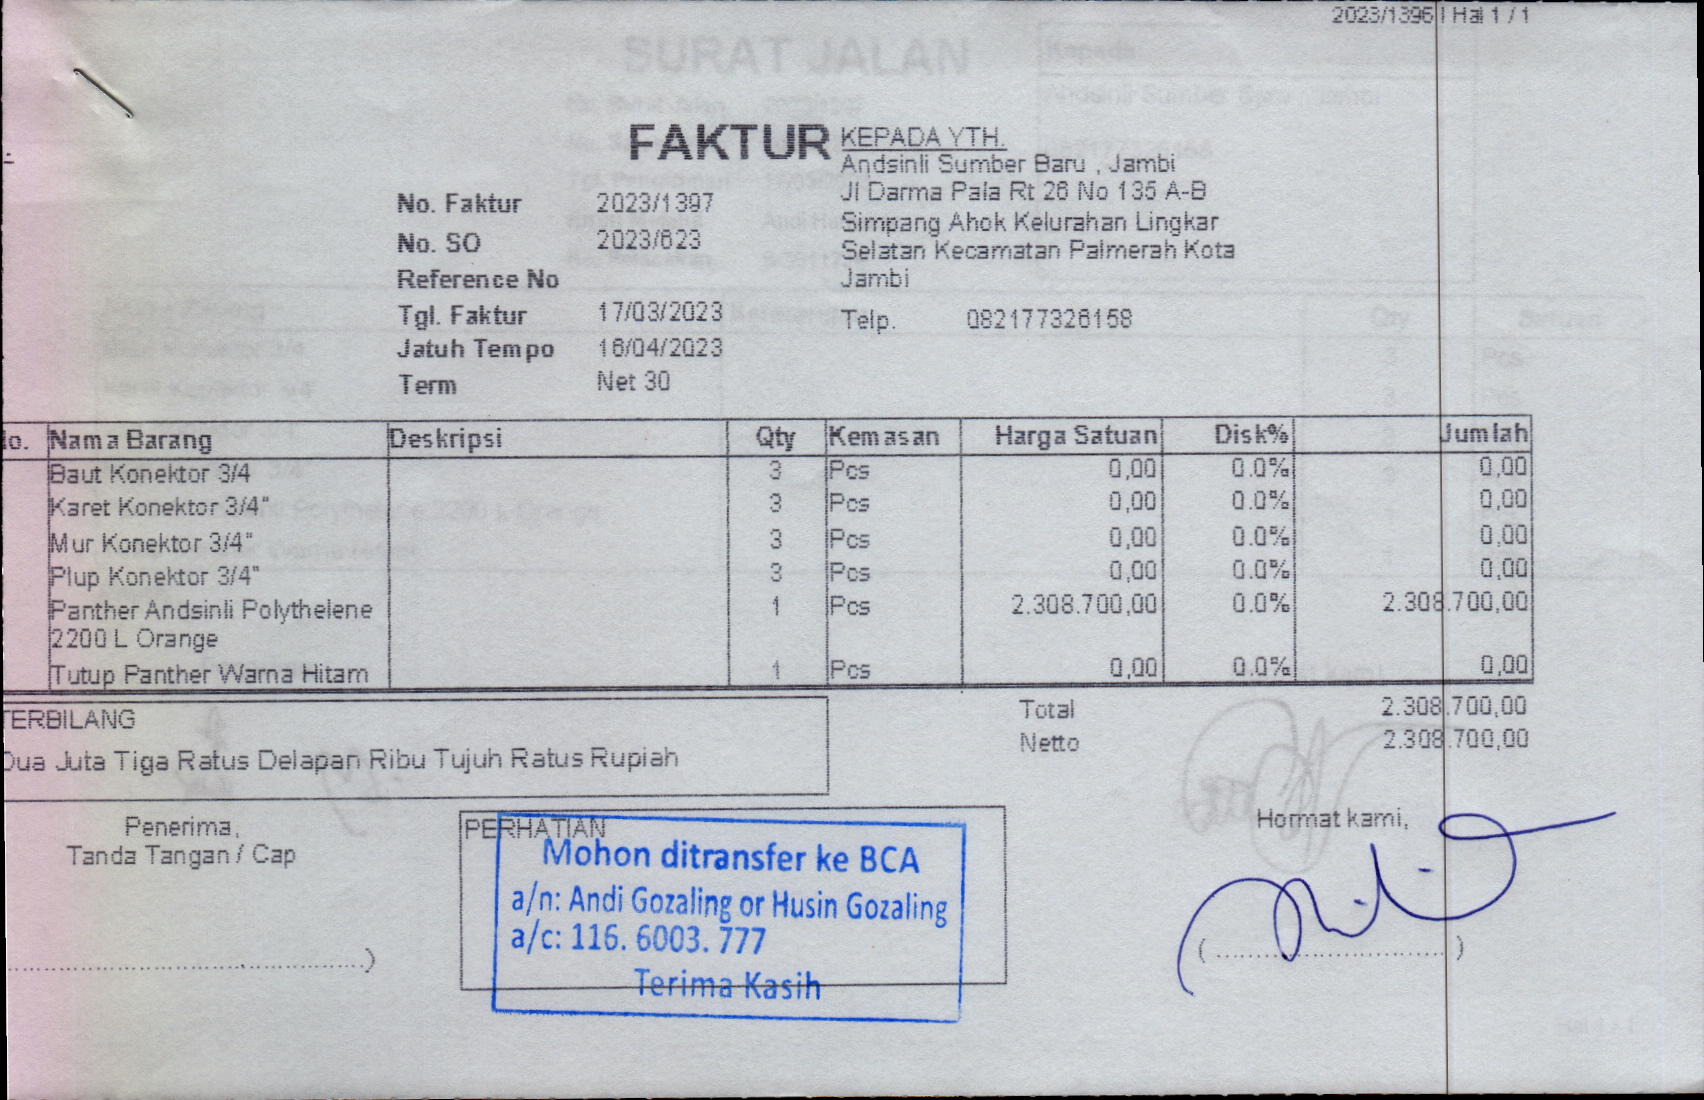 2023/1396 | Hal 1 / 1
FAKTUR
KEPADA YTH.
Andsinli Sumber Baru , Jambi
Jl Darma Pala Rt 26 No 135 A-B
Simpang Ahok Kelurahan Lingkar
Selatan Kecamatan Palmerah Kota
Jambi
Telp. 082177326158
No. Faktur 2023/1397
No. SO 2023/623
Reference No
Tgl. Faktur 17/03/2023
Jatuh Tempo 16/04/2023
Term Net 30
No. Nama Barang Deskripsi Qty Kemasan Harga Satuan Disk% Jumlah
Baut Konektor 3/4 3 Pcs 0,00 0.0% 0,00
Karet Konektor 3/4" 3 Pcs 0,00 0.0% 0,00
Mur Konektor 3/4" 3 Pcs 0,00 0.0% 0,00
Plup Konektor 3/4" 3 Pcs 0,00 0.0% 0,00
Panther Andsinli Polythelene 1 Pcs 2.308.700,00 0.0% 2.308.700,00
2200 L Orange
Tutup Panther Warna Hitam 1 Pcs 0,00 0.0% 0,00
Total 2.308.700,00
Netto 2.308.700,00
TERBILANG
Dua Juta Tiga Ratus Delapan Ribu Tujuh Ratus Rupiah
Penerima,
Tanda Tangan / Cap
..............................................)
PERHATIAN
Mohon ditransfer ke BCA
a/n: Andi Gozaling or Husin Gozaling
a/c: 116. 6003. 777
Terima Kasih
Hormat kami,
( .............................. )